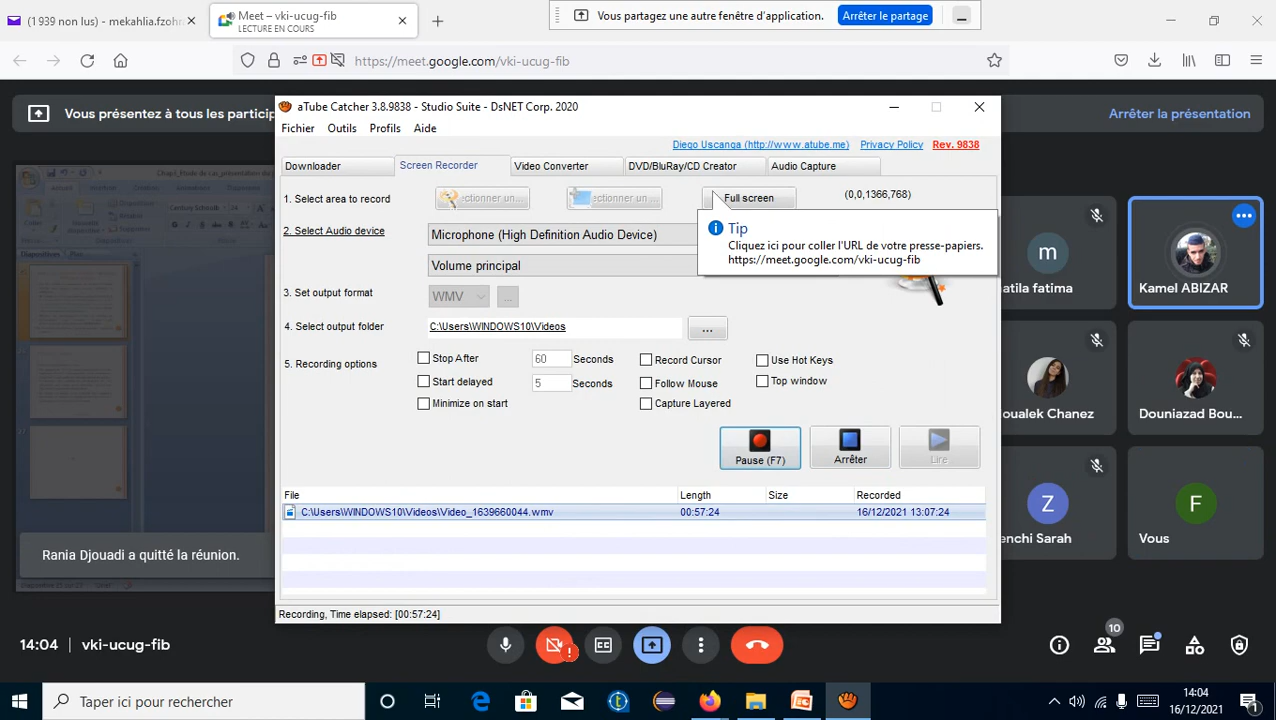 (1 939 non lus) - mekahlia.fzohr
Meet – vki-ucug-fib
LECTURE EN COURS
Vous partagez une autre fenêtre d'application.
Arrêter le partage
https://meet.google.com/vki-ucug-fib
Vous présentez à tous les particip
Arrêter la présentation
aTube Catcher 3.8.9838 - Studio Suite - DsNET Corp. 2020
Fichier Outils Profils Aide
Diego Uscanga (http://www.atube.me) Privacy Policy Rev. 9838
Downloader Screen Recorder Video Converter DVD/BluRay/CD Creator Audio Capture
1. Select area to record
ectionner un...
ectionner un ...
Full screen
(0,0,1366,768)
2. Select Audio device
Microphone (High Definition Audio Device)
Volume principal
Tip
Cliquez ici pour coller l'URL de votre presse-papiers.
https://meet.google.com/vki-ucug-fib
3. Set output format
WMV
...
4. Select output folder
C:\Users\WINDOWS10\Videos
...
5. Recording options
Stop After 60 Seconds
Start delayed 5 Seconds
Minimize on start
Record Cursor
Follow Mouse
Capture Layered
Use Hot Keys
Top window
Pause (F7)
Arrêter
Lire
File Length Size Recorded
C:\Users\WINDOWS10\Videos\Video_1639660044.wmv 00:57:24 16/12/2021 13:07:24
Recording, Time elapsed: [00:57:24]
Rania Djouadi a quitté la réunion.
m
atila fatima
Kamel ABIZAR
oualek Chanez
Douniazad Bou...
Z
enchi Sarah
F
Vous
14:04 vki-ucug-fib
10
Taper ici pour rechercher
14:04
16/12/2021
1